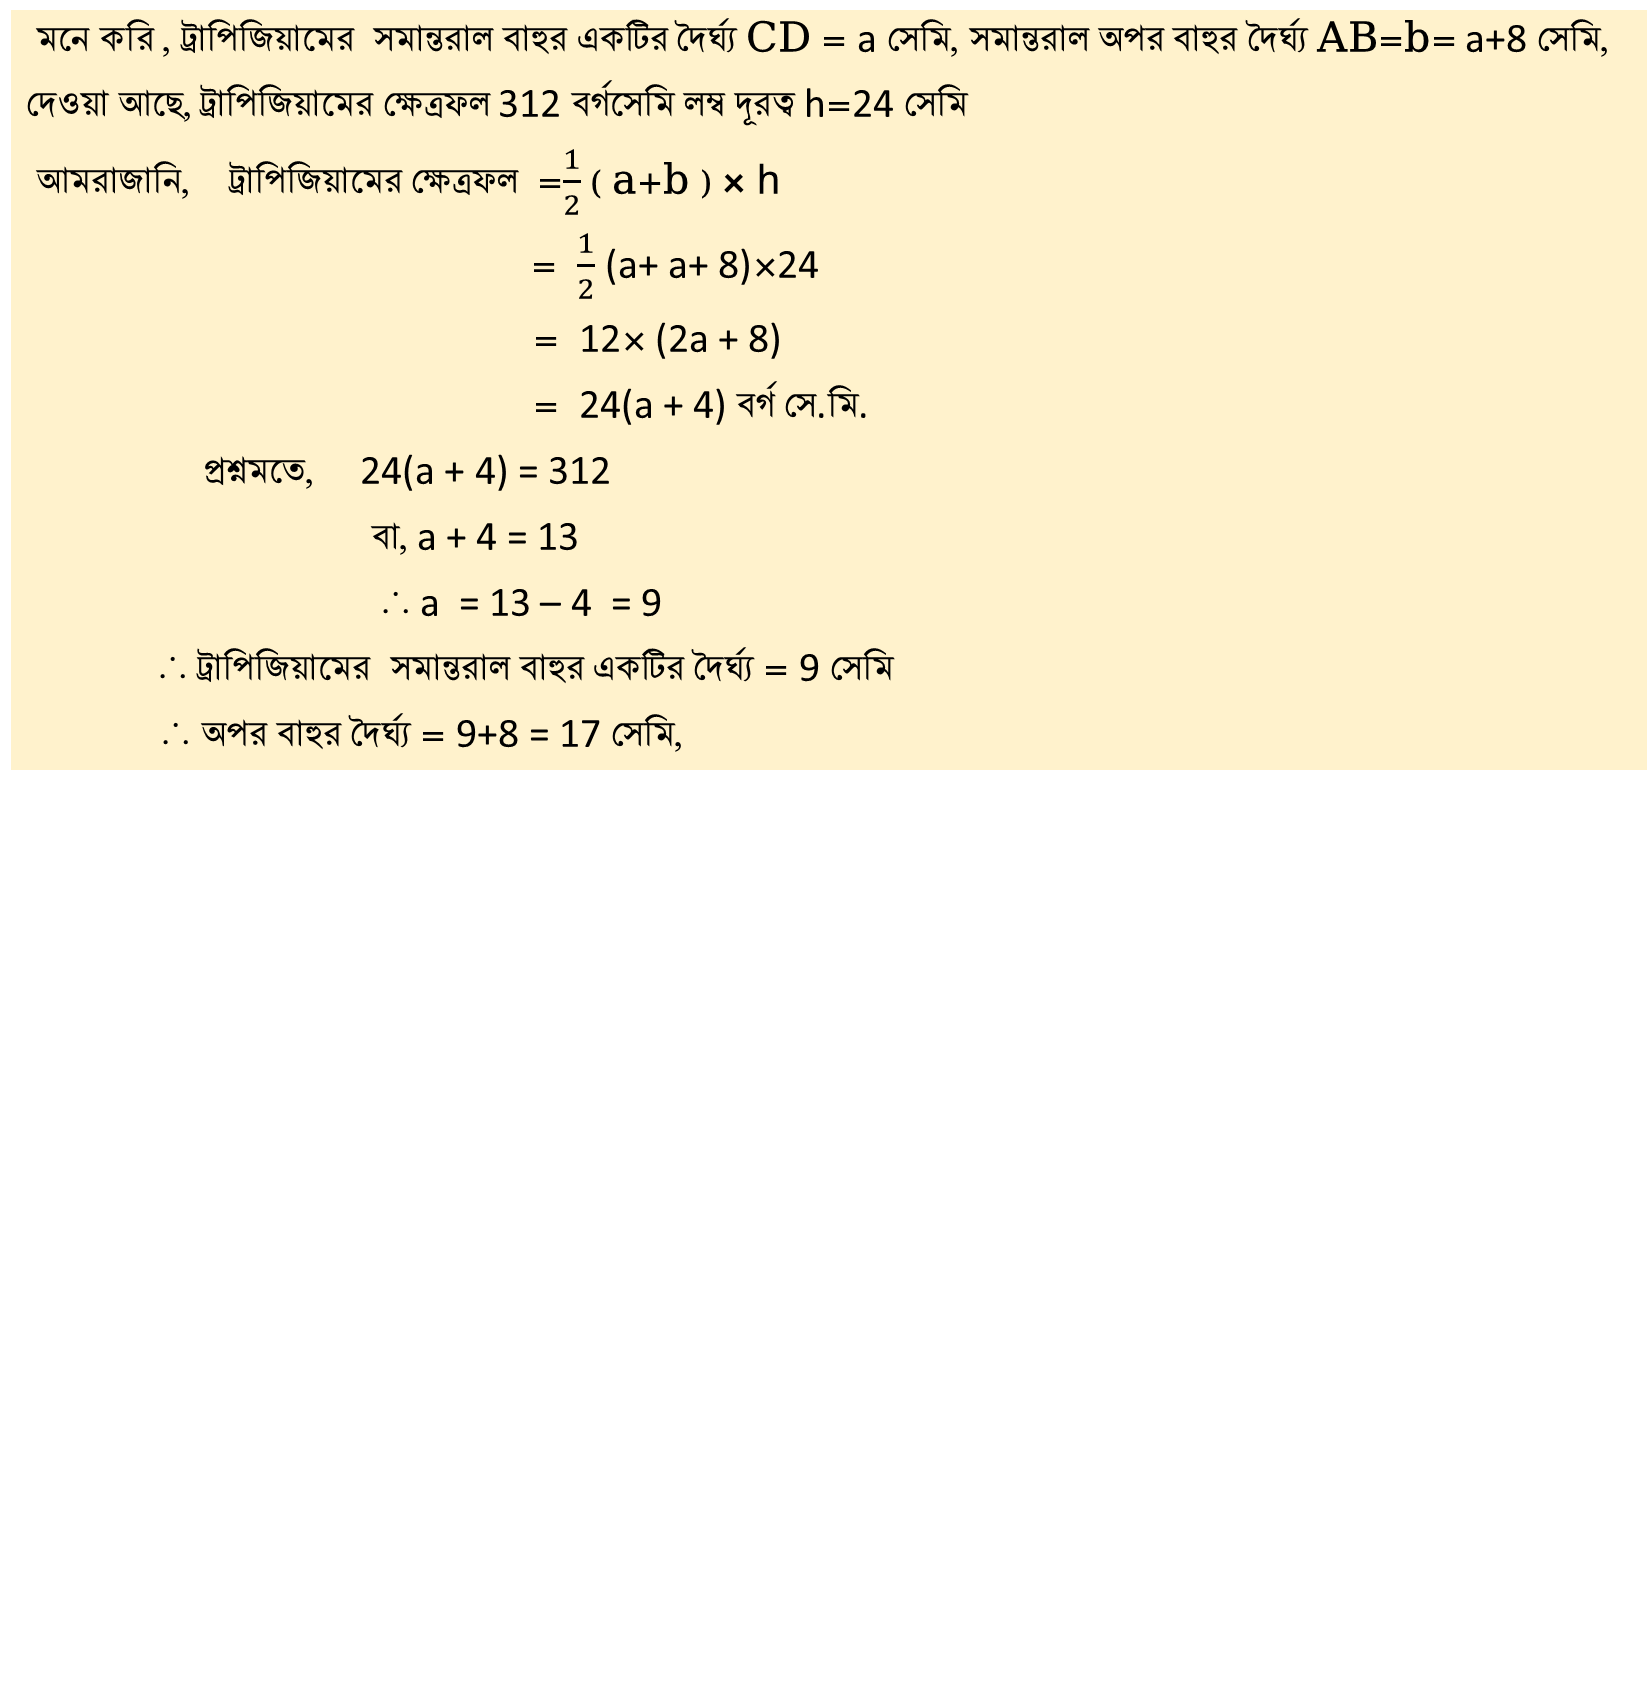 মনে করি , ট্রাপিজিয়ামের সমান্তরাল বাহুর একটির দৈর্ঘ্য CD = a সেমি, সমান্তরাল অপর বাহুর দৈর্ঘ্য AB=b= a+8 সেমি,
দেওয়া আছে, ট্রাপিজিয়ামের ক্ষেত্রফল 312 বর্গসেমি লম্ব দূরত্ব h=24 সেমি
আমরাজানি, ট্রাপিজিয়ামের ক্ষেত্রফল =1/2 ( a+b ) × h
= 1/2 (a+ a+ 8)×24
= 12× (2a + 8)
= 24(a + 4) বর্গ সে.মি.
প্রশ্নমতে, 24(a + 4) = 312
বা, a + 4 = 13
∴ a = 13 – 4 = 9
∴ ট্রাপিজিয়ামের সমান্তরাল বাহুর একটির দৈর্ঘ্য = 9 সেমি
∴ অপর বাহুর দৈর্ঘ্য = 9+8 = 17 সেমি,